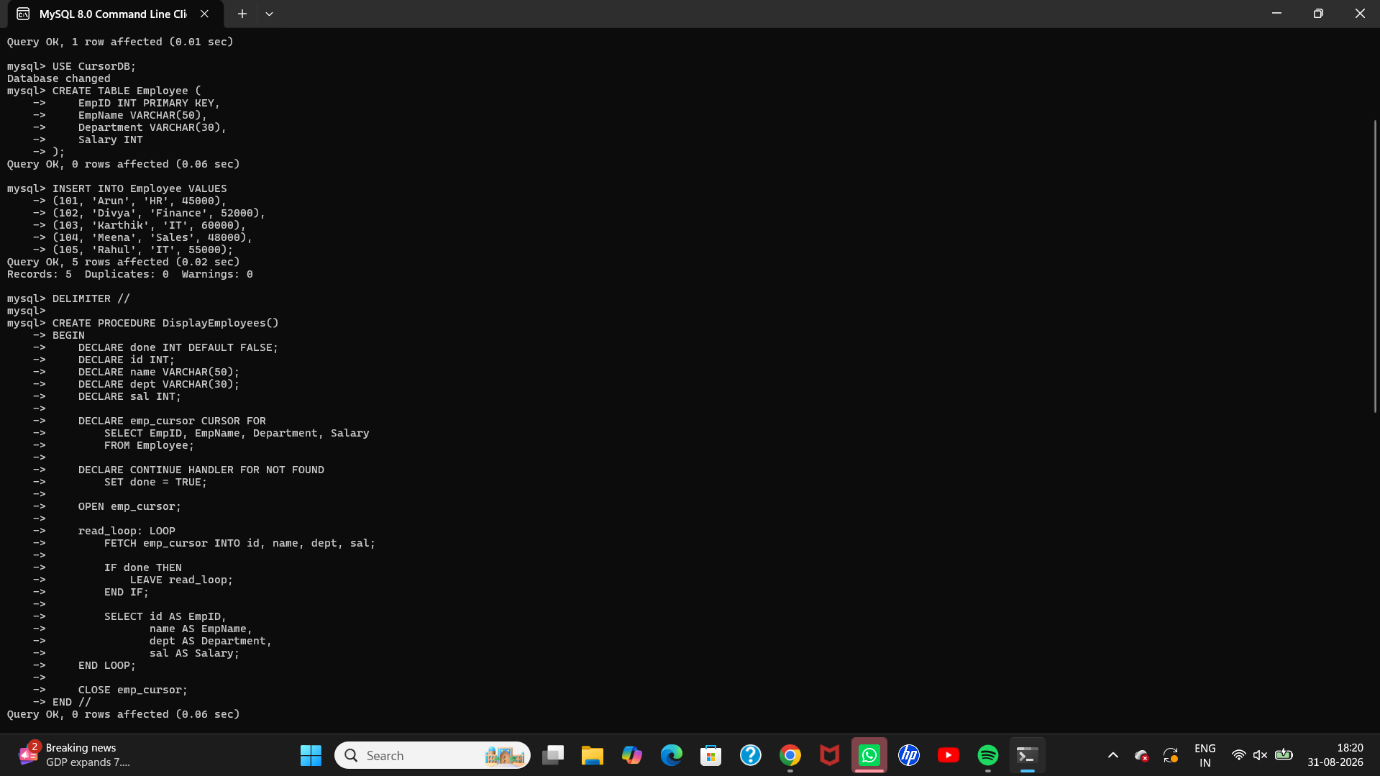 MySQL 8.0 Command Line Cli
Query OK, 1 row affected (0.01 sec)
mysql> USE CursorDB;
Database changed
mysql> CREATE TABLE Employee (
    ->     EmpID INT PRIMARY KEY,
    ->     EmpName VARCHAR(50),
    ->     Department VARCHAR(30),
    ->     Salary INT
    -> );
Query OK, 0 rows affected (0.06 sec)
mysql> INSERT INTO Employee VALUES
    -> (101, 'Arun', 'HR', 45000),
    -> (102, 'Divya', 'Finance', 52000),
    -> (103, 'Karthik', 'IT', 60000),
    -> (104, 'Meena', 'Sales', 48000),
    -> (105, 'Rahul', 'IT', 55000);
Query OK, 5 rows affected (0.02 sec)
Records: 5  Duplicates: 0  Warnings: 0
mysql> DELIMITER //
mysql>
mysql> CREATE PROCEDURE DisplayEmployees()
    -> BEGIN
    ->     DECLARE done INT DEFAULT FALSE;
    ->     DECLARE id INT;
    ->     DECLARE name VARCHAR(50);
    ->     DECLARE dept VARCHAR(30);
    ->     DECLARE sal INT;
    ->
    ->     DECLARE emp_cursor CURSOR FOR
    ->         SELECT EmpID, EmpName, Department, Salary
    ->         FROM Employee;
    ->
    ->     DECLARE CONTINUE HANDLER FOR NOT FOUND
    ->         SET done = TRUE;
    ->
    ->     OPEN emp_cursor;
    ->
    ->     read_loop: LOOP
    ->         FETCH emp_cursor INTO id, name, dept, sal;
    ->
    ->         IF done THEN
    ->             LEAVE read_loop;
    ->         END IF;
    ->
    ->         SELECT id AS EmpID,
    ->                name AS EmpName,
    ->                dept AS Department,
    ->                sal AS Salary;
    ->     END LOOP;
    ->
    ->     CLOSE emp_cursor;
    -> END //
Query OK, 0 rows affected (0.06 sec)
2
Breaking news
GDP expands 7....
Search
hp
ENG
IN
18:20
31-08-2026